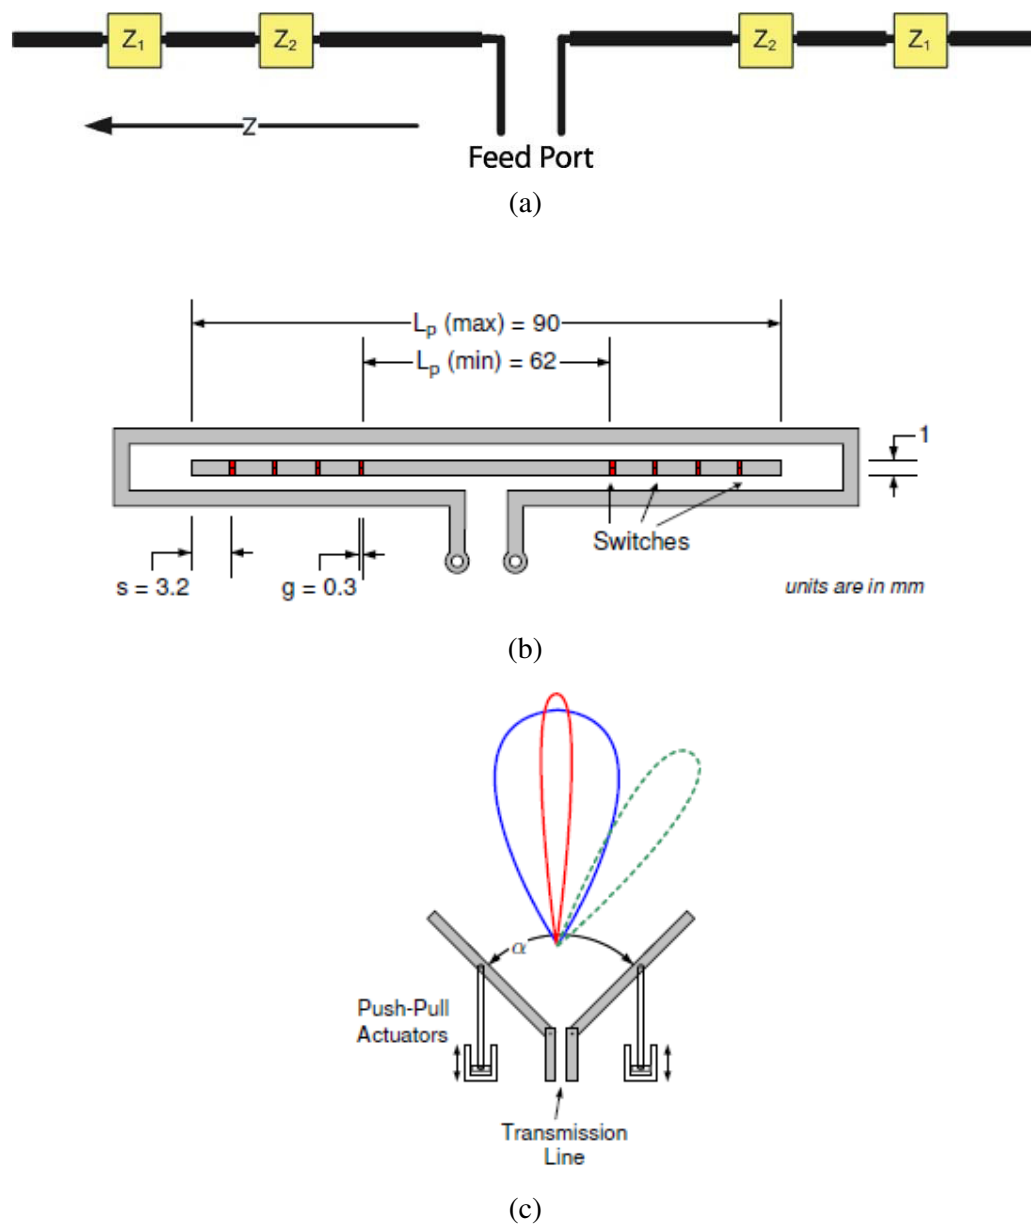 Z1 Z2 Z2 Z1
Z
Feed Port
(a)
Lp (max) = 90
Lp (min) = 62
1
Switches
s = 3.2 g = 0.3
units are in mm
(b)
α
Push-Pull
Actuators
Transmission
Line
(c)